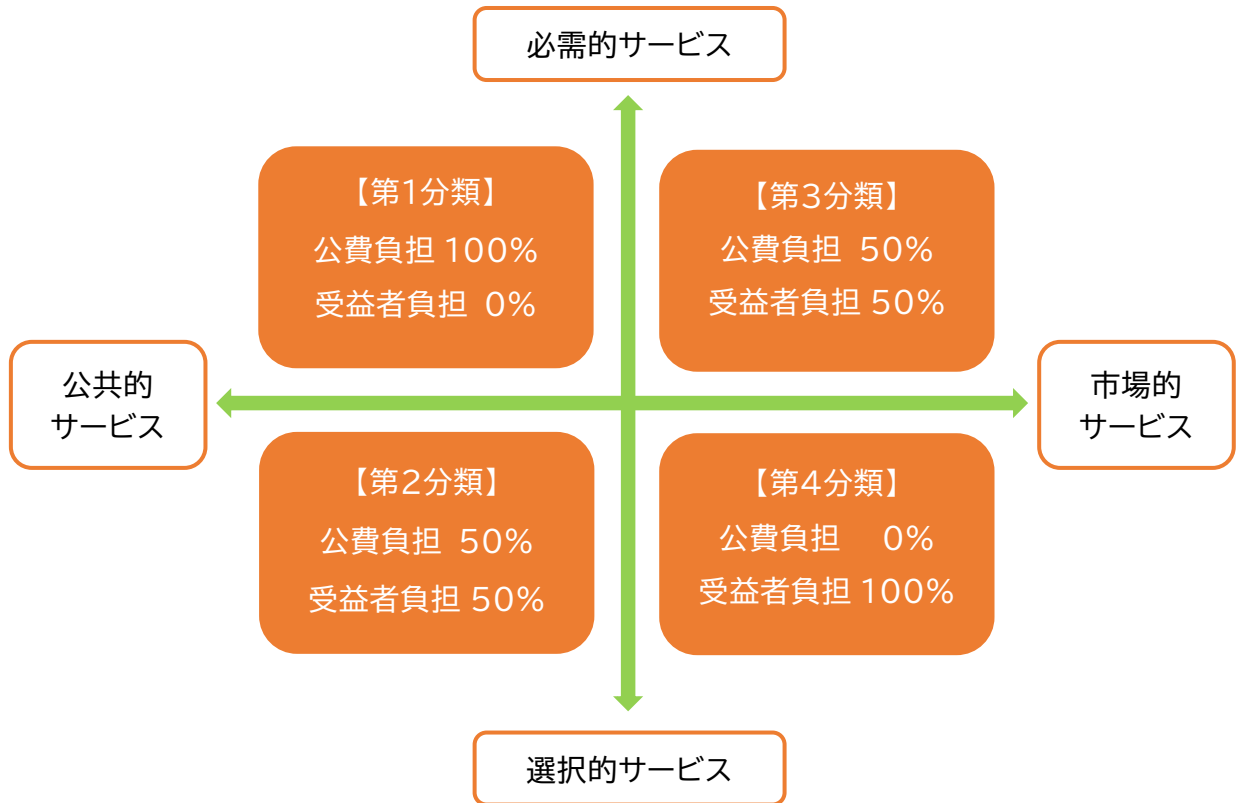 必需的サービス
【第1分類】
公費負担 100%
受益者負担 0%
【第3分類】
公費負担 50%
受益者負担 50%
公共的
サービス
市場的
サービス
【第2分類】
公費負担 50%
受益者負担 50%
【第4分類】
公費負担 0%
受益者負担 100%
選択的サービス